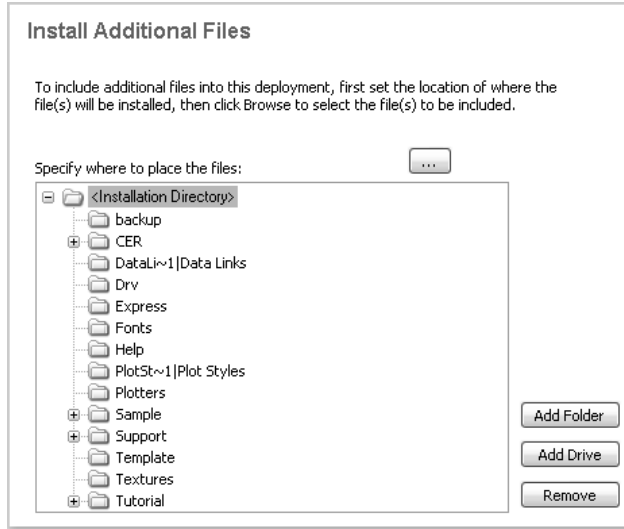 Install Additional Files
To include additional files into this deployment, first set the location of where the
file(s) will be installed, then click Browse to select the file(s) to be included.
Specify where to place the files:
...
<Installation Directory>
backup
CER
DataLi~1|Data Links
Drv
Express
Fonts
Help
PlotSt~1|Plot Styles
Plotters
Sample
Support
Template
Textures
Tutorial
Add Folder
Add Drive
Remove